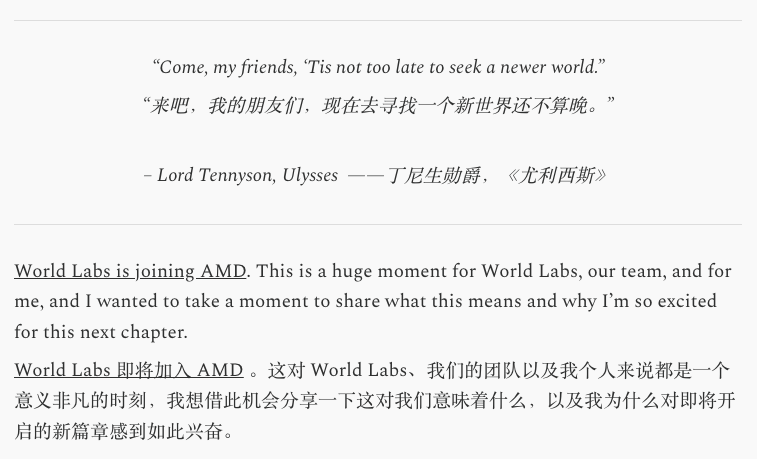 “Come, my friends, ‘Tis not too late to seek a newer world.”
“来吧，我的朋友们，现在去寻找一个新世界还不算晚。”
– Lord Tennyson, Ulysses ——丁尼生勋爵，《尤利西斯》
World Labs is joining AMD. This is a huge moment for World Labs, our team, and for
me, and I wanted to take a moment to share what this means and why I’m so excited
for this next chapter.
World Labs 即将加入 AMD 。这对 World Labs、我们的团队以及我个人来说都是一个
意义非凡的时刻，我想借此机会分享一下这对我们意味着什么，以及我为什么对即将开
启的新篇章感到如此兴奋。